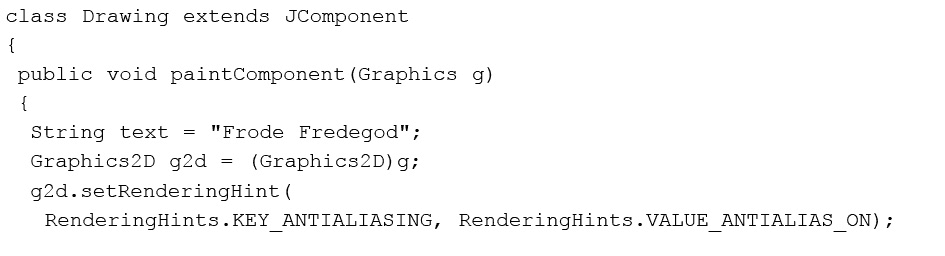 class Drawing extends JComponent
{
public void paintComponent(Graphics g)
{
String text = "Frode Fredegod";
Graphics2D g2d = (Graphics2D)g;
g2d.setRenderingHint(
RenderingHints.KEY_ANTIALIASING, RenderingHints.VALUE_ANTIALIAS_ON);